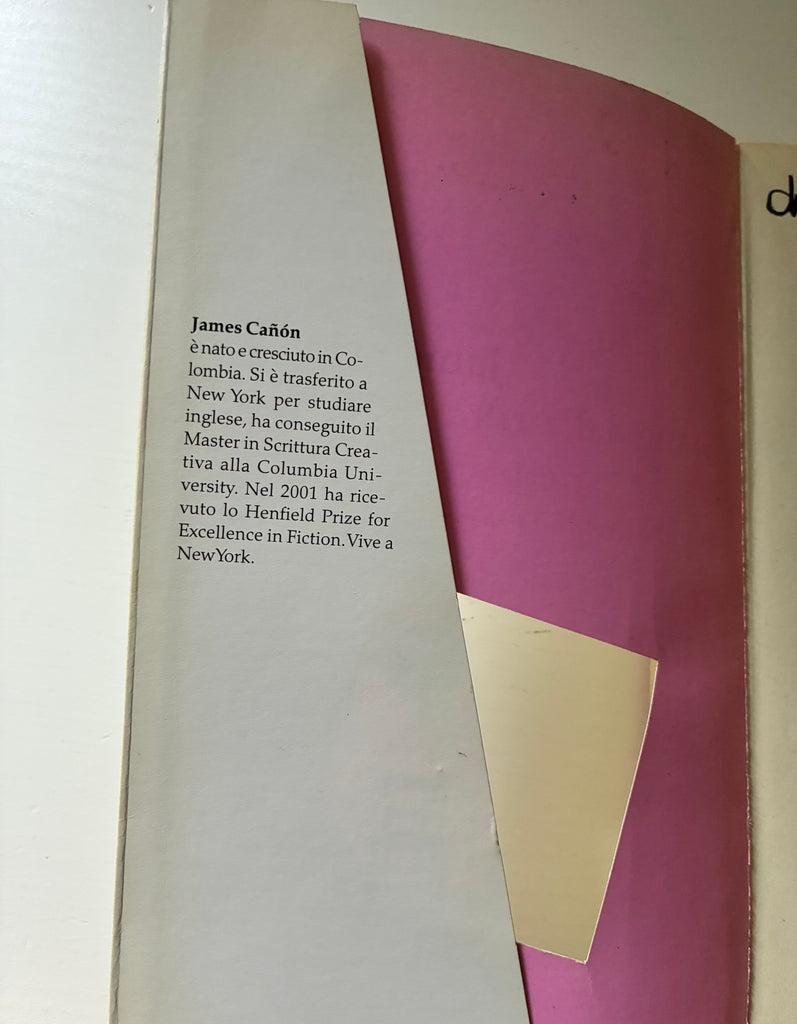 James Cañón
è nato e cresciuto in Co-
lombia. Si è trasferito a
New York per studiare
inglese, ha conseguito il
Master in Scrittura Crea-
tiva alla Columbia Uni-
versity. Nel 2001 ha rice-
vuto lo Henfield Prize for
Excellence in Fiction. Vive a
New York.